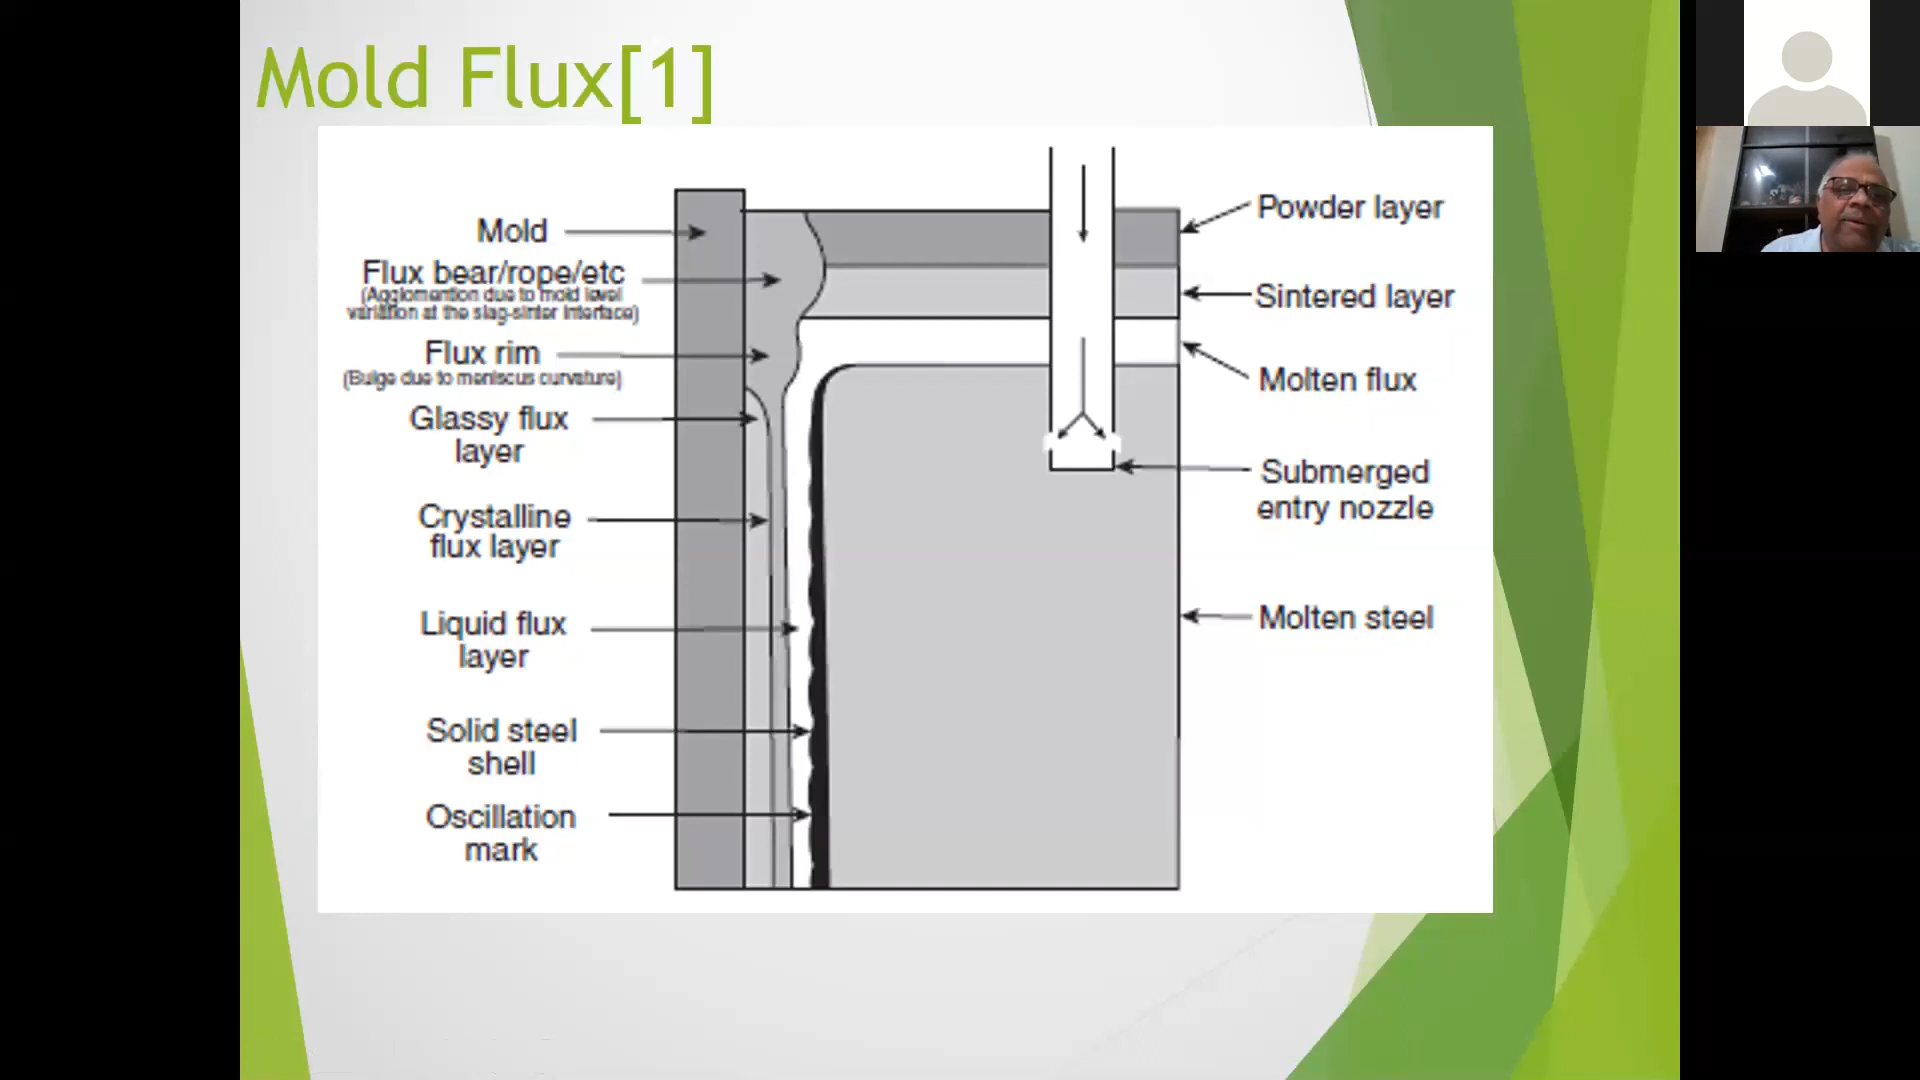 Mold Flux[1]
Mold
Flux bear/rope/etc
(Agglomention due to mold level
variation at the slag-sinter interface)
Flux rim
(Bulge due to meniscus curvature)
Glassy flux
layer
Crystalline
flux layer
Liquid flux
layer
Solid steel
shell
Oscillation
mark
Powder layer
Sintered layer
Molten flux
Submerged
entry nozzle
Molten steel